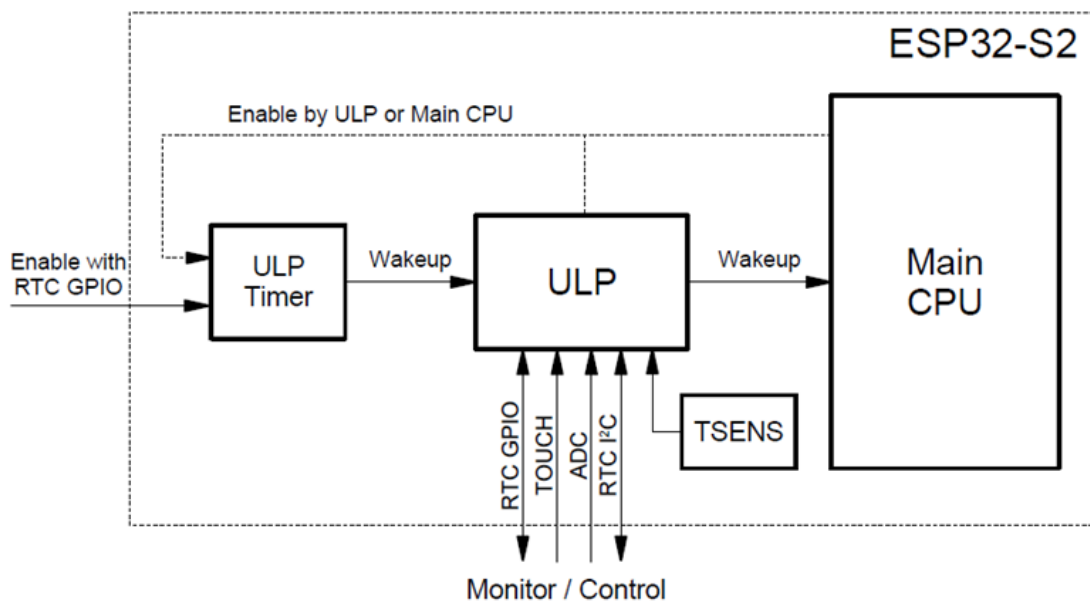 ESP32-S2
Enable by ULP or Main CPU
Enable with
RTC GPIO
ULP
Timer
Wakeup
ULP
Wakeup
Main
CPU
RTC GPIO
TOUCH
ADC
RTC I²C
TSENS
Monitor / Control